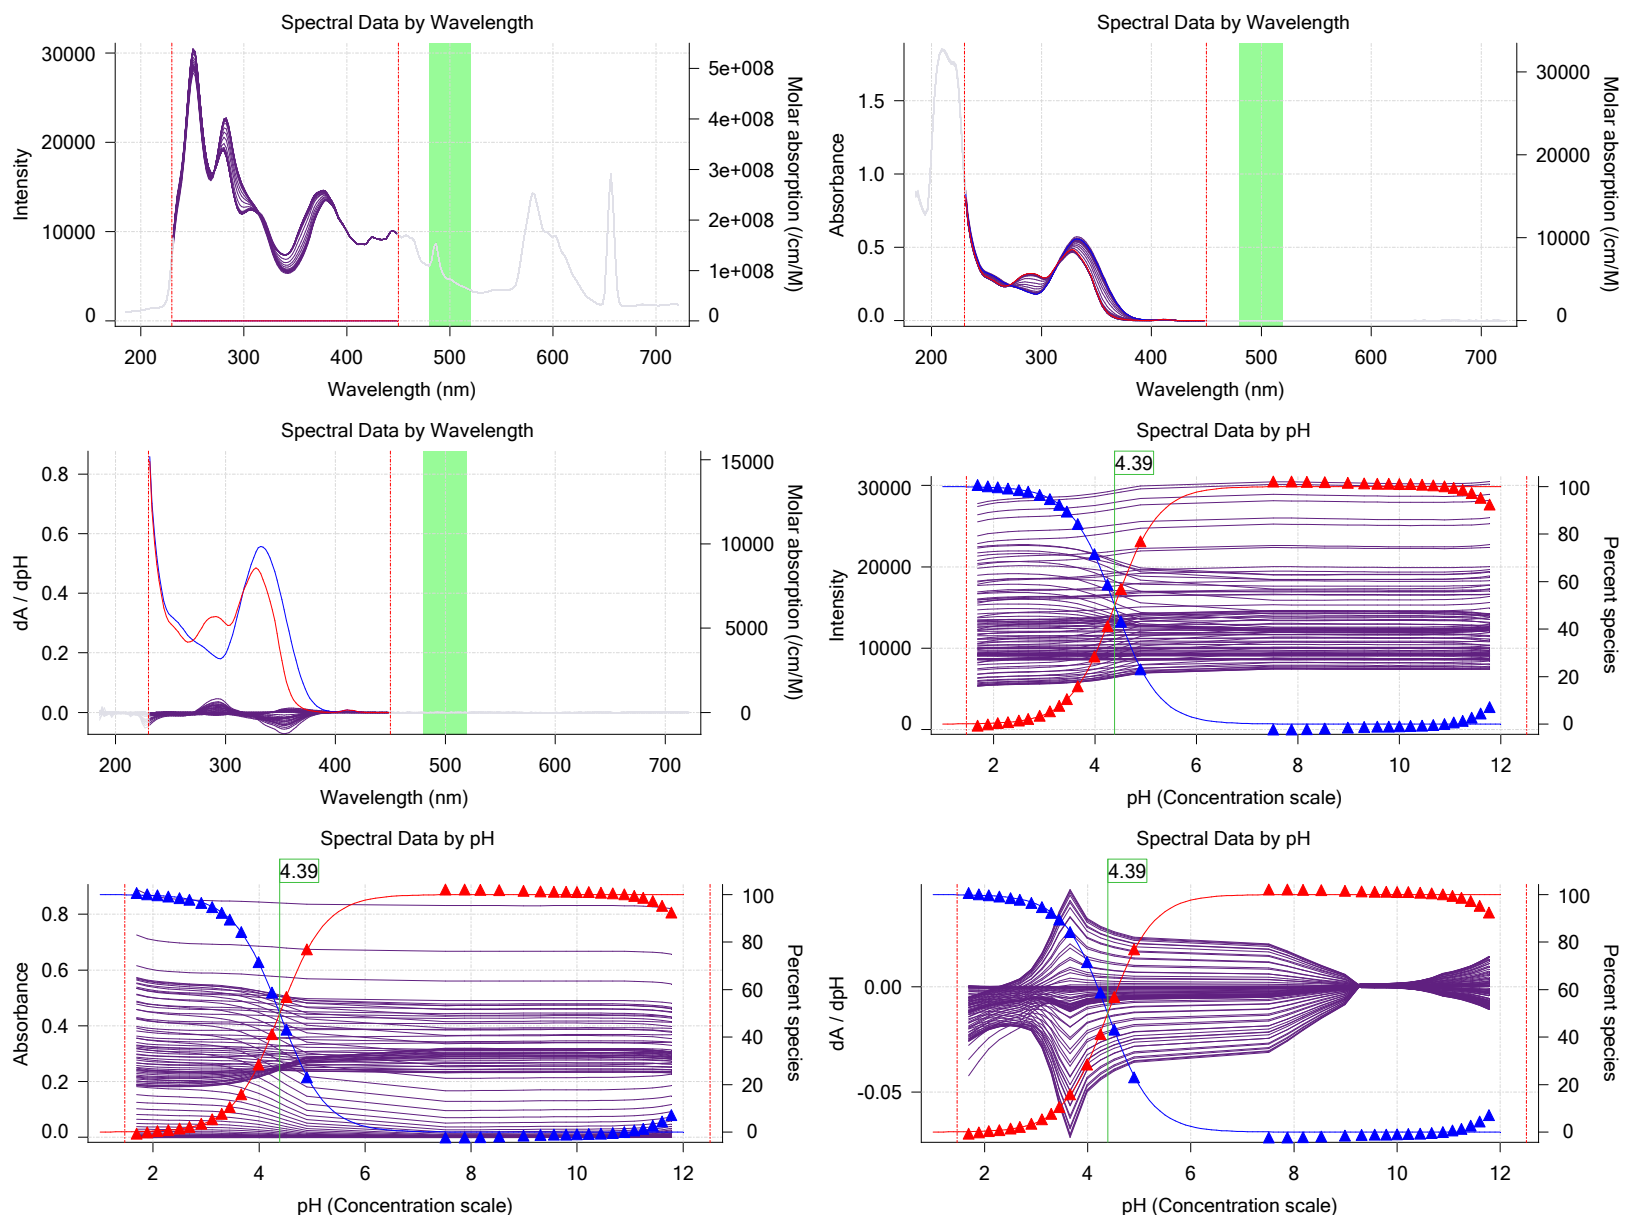 Spectral Data by Wavelength
30000
20000
10000
0
Intensity
5e+008
4e+008
3e+008
2e+008
1e+008
0
Molar absorption (/cm/M)
200 300 400 500 600 700
Wavelength (nm)
Spectral Data by Wavelength
1.5
1.0
0.5
0.0
Absorbance
30000
20000
10000
0
Molar absorption (/cm/M)
200 300 400 500 600 700
Wavelength (nm)
Spectral Data by Wavelength
0.8
0.6
0.4
0.2
0.0
dA / dpH
15000
10000
5000
0
Molar absorption (/cm/M)
200 300 400 500 600 700
Wavelength (nm)
Spectral Data by pH
4.39
30000
20000
10000
0
Intensity
100
80
60
40
20
0
Percent species
2 4 6 8 10 12
pH (Concentration scale)
Spectral Data by pH
4.39
0.8
0.6
0.4
0.2
0.0
Absorbance
100
80
60
40
20
0
Percent species
2 4 6 8 10 12
pH (Concentration scale)
Spectral Data by pH
4.39
0.00
-0.05
dA / dpH
100
80
60
40
20
0
Percent species
2 4 6 8 10 12
pH (Concentration scale)